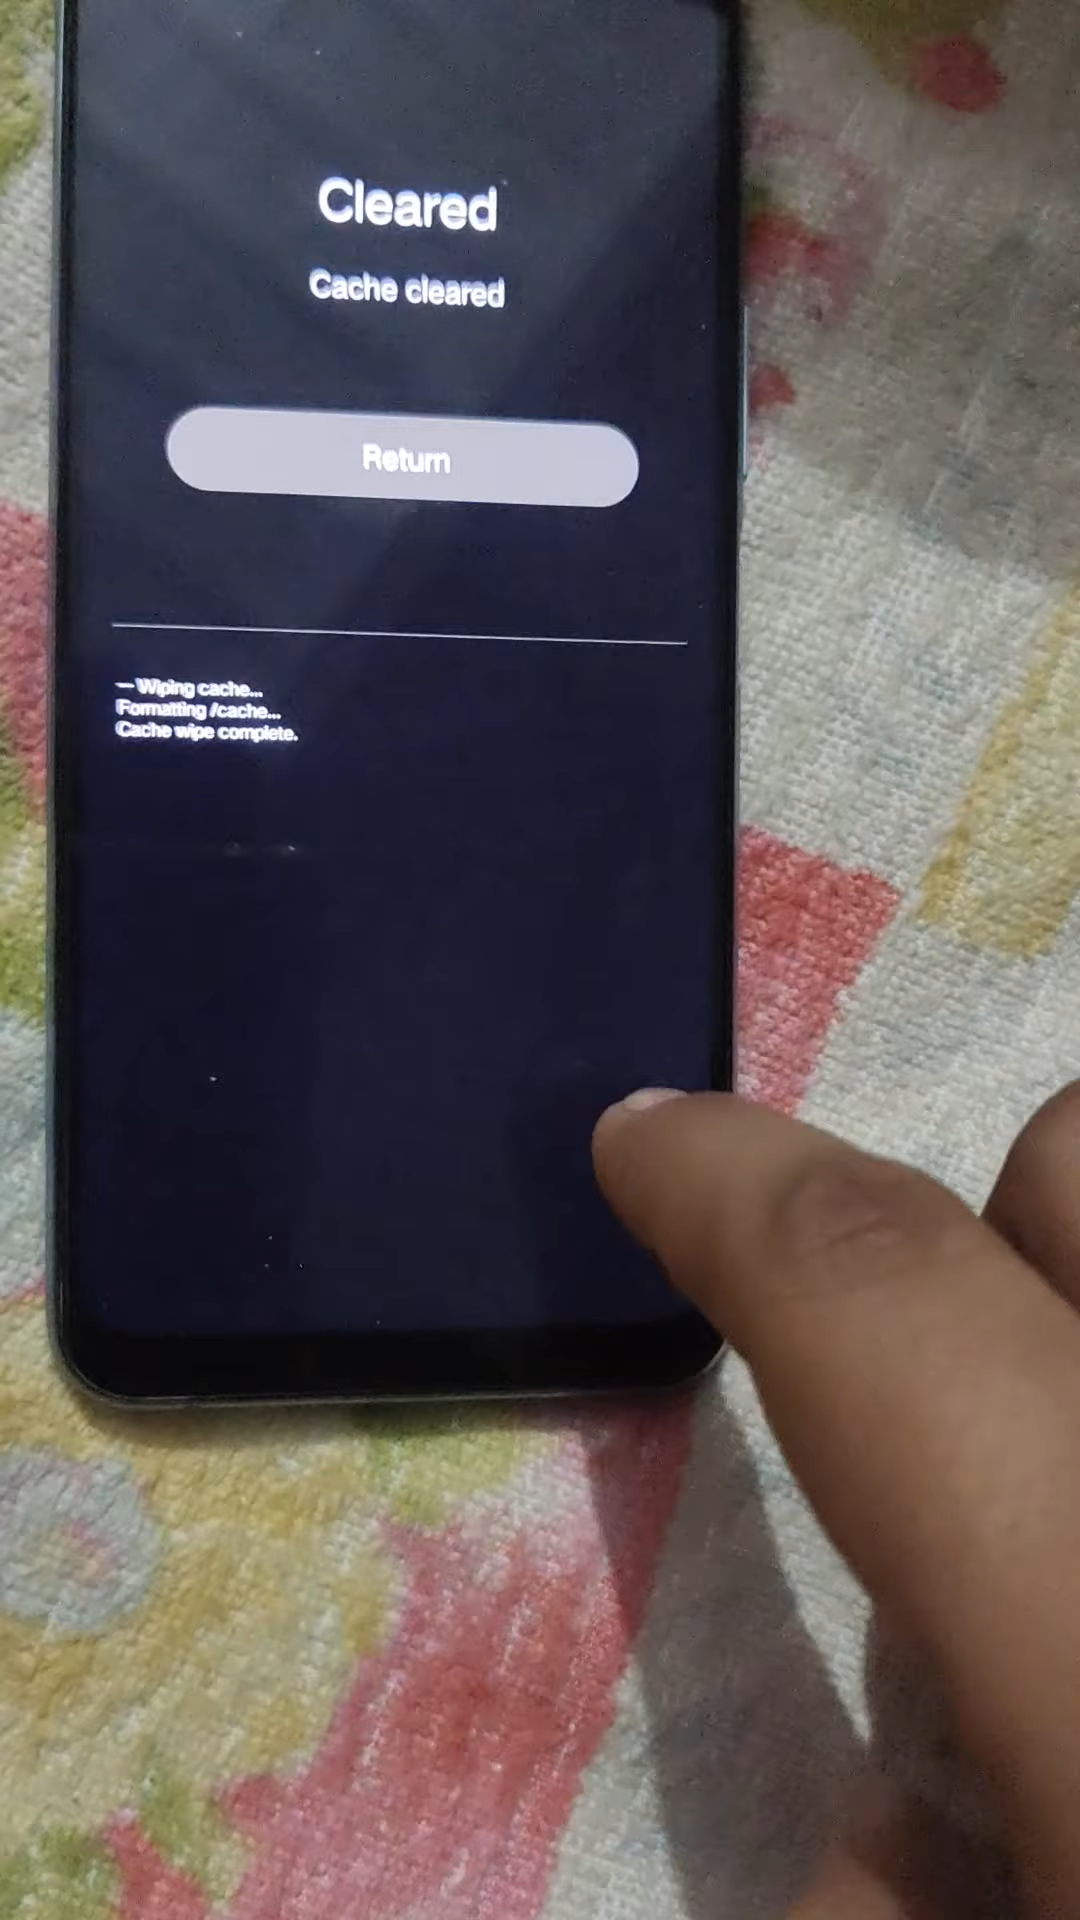 Cleared
Cache cleared
Return
— Wiping cache...
Formatting /cache...
Cache wipe complete.